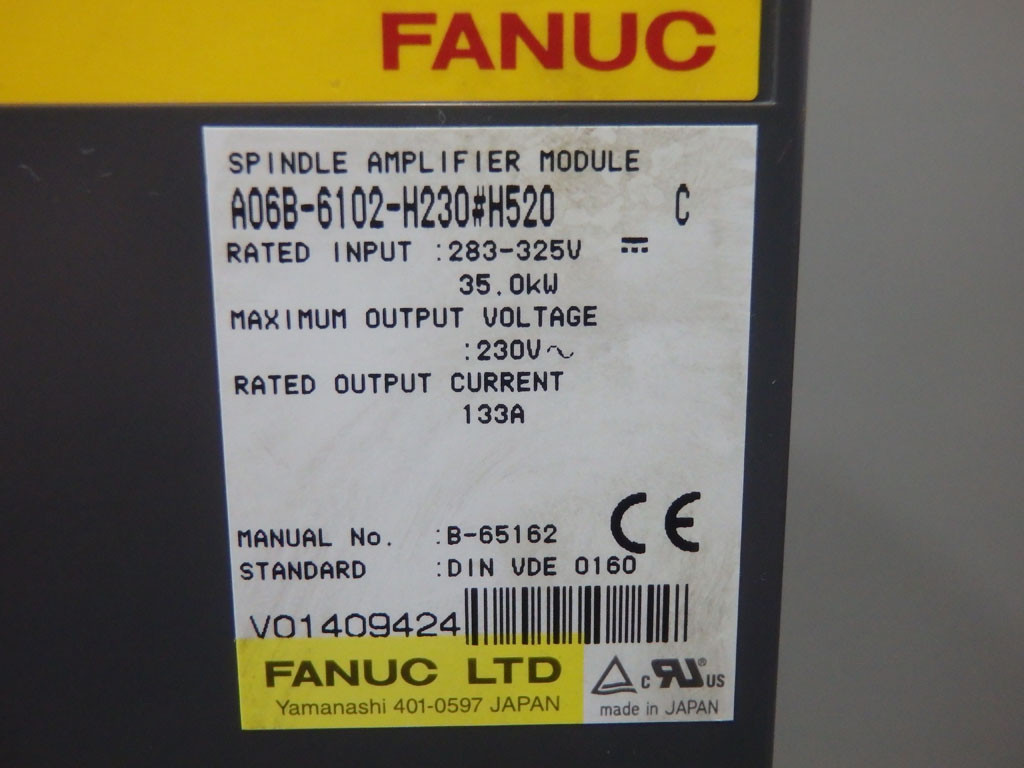 FANUC
SPINDLE AMPLIFIER MODULE
A06B-6102-H230#H520 C
RATED INPUT :283-325V ⎓
35.0kW
MAXIMUM OUTPUT VOLTAGE
:230V～
RATED OUTPUT CURRENT
133A
MANUAL No. :B-65162 CE
STANDARD :DIN VDE 0160
V01409424
FANUC LTD
Yamanashi 401-0597 JAPAN
c RU® US
made in JAPAN